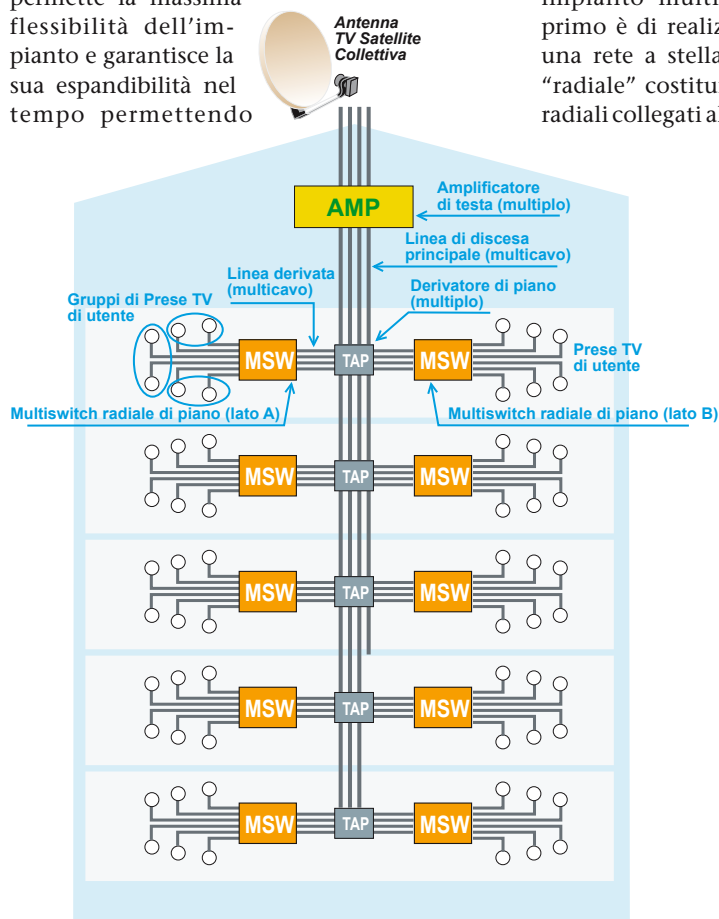 permette la massima
flessibilità dell'im-
pianto e garantisce la
sua espandibilità nel
tempo permettendo
Antenna
TV Satellite
Collettiva
impianto multi
primo è di realiz
una rete a stella
"radiale" costitu
radiali collegati al
AMP
Amplificatore
di testa (multiplo)
Linea di discesa
principale (multicavo)
Linea derivata
(multicavo)
Derivatore di piano
(multiplo)
Gruppi di Prese TV
di utente
MSW
TAP
MSW
Prese TV
di utente
Multiswitch radiale di piano (lato A)
Multiswitch radiale di piano (lato B)
MSW
TAP
MSW
MSW
TAP
MSW
MSW
TAP
MSW
MSW
TAP
MSW